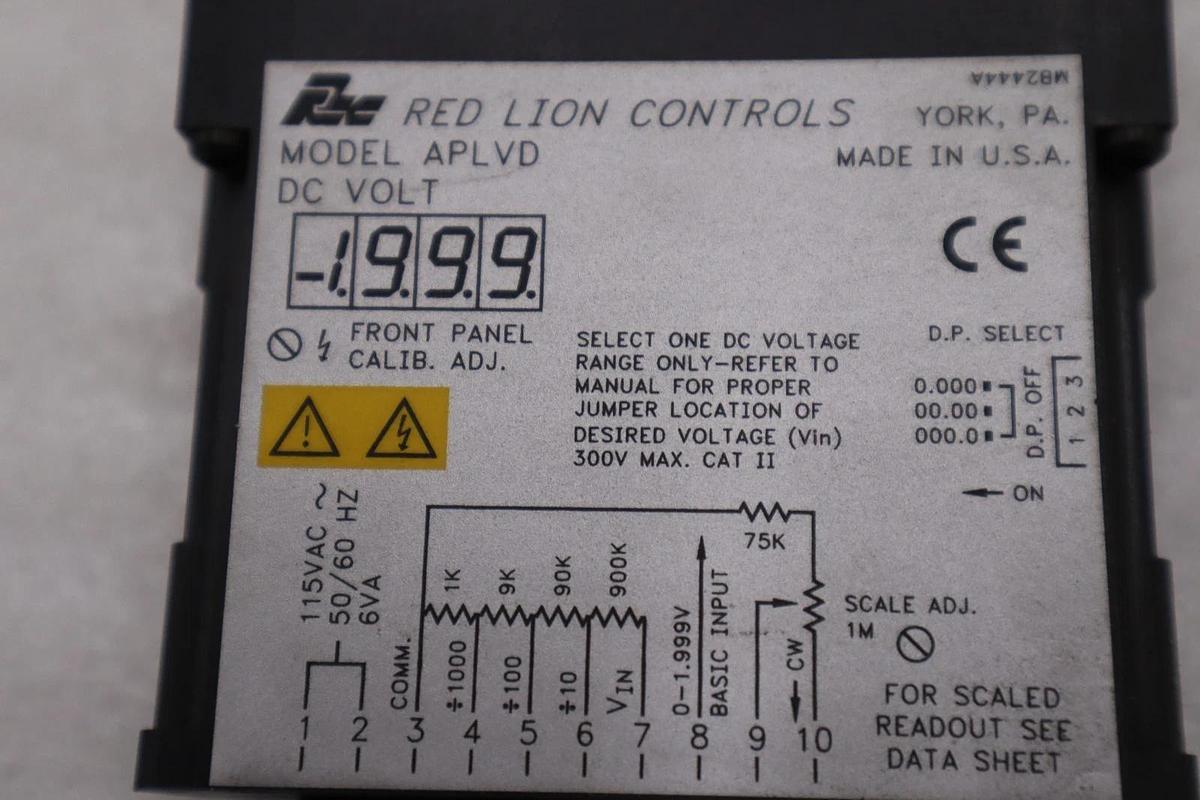 MB2444A
RLC RED LION CONTROLS YORK, PA.
MODEL APLVD MADE IN U.S.A.
DC VOLT
-1.9.9.9.
CE
FRONT PANEL
CALIB. ADJ.
SELECT ONE DC VOLTAGE
RANGE ONLY-REFER TO
MANUAL FOR PROPER
JUMPER LOCATION OF
DESIRED VOLTAGE (Vin)
300V MAX. CAT II
D.P. SELECT
0.000
00.00
000.0
D.P. OFF
1 2 3
← ON
115VAC ~
50/60 HZ
6VA
75K
1K 9K 90K 900K
COMM. ÷1000 ÷100 ÷10 VIN
0-1.999V
BASIC INPUT
CW
SCALE ADJ.
1M
FOR SCALED
READOUT SEE
DATA SHEET
1 2 3 4 5 6 7 8 9 10